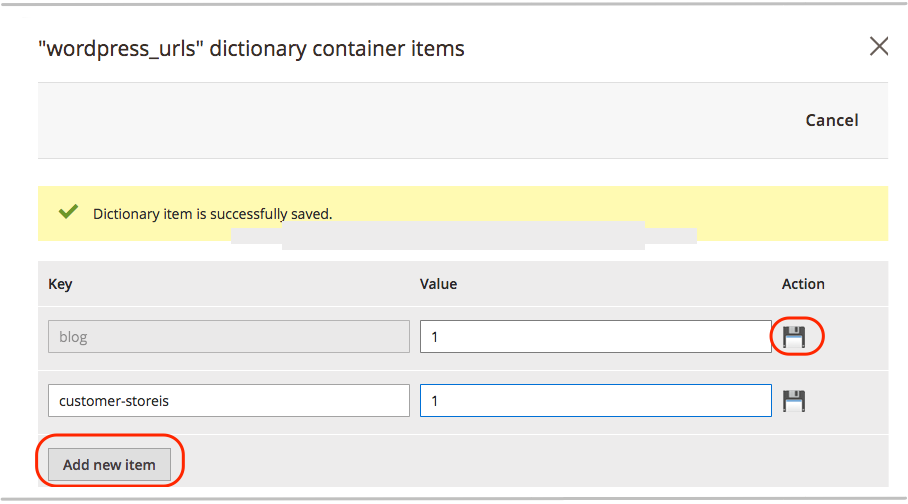 "wordpress_urls" dictionary container items
Cancel
Dictionary item is successfully saved.
Key Value Action
blog 1
customer-storeis 1
Add new item